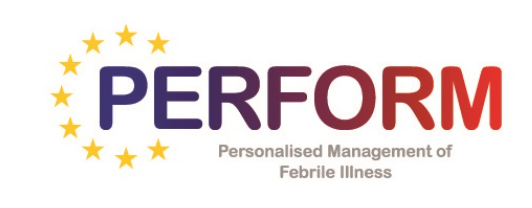 PERFORM
Personalised Management of
Febrile Illness